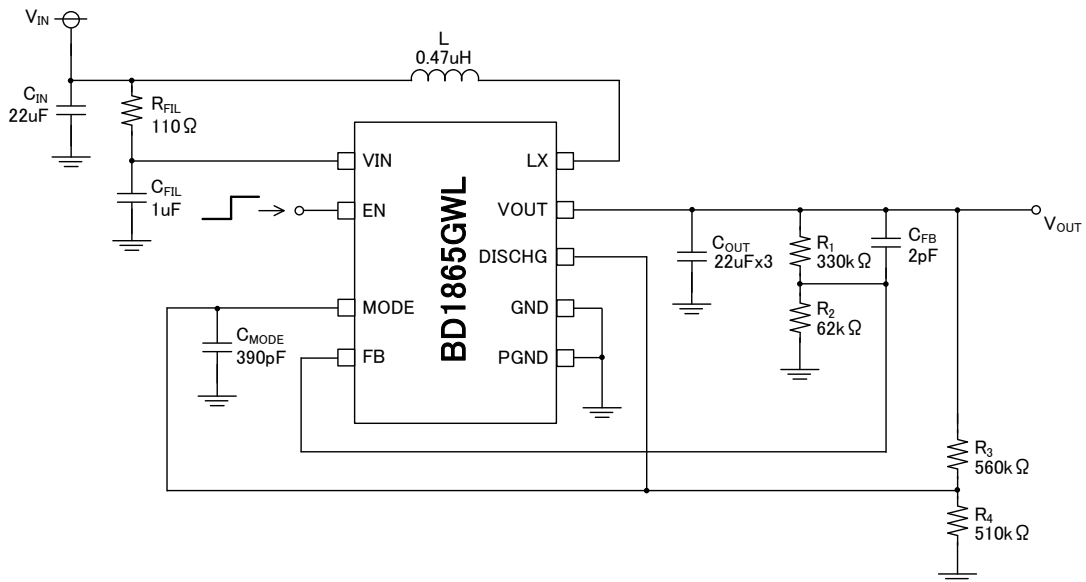 VIN
L
0.47uH
CIN
22uF
RFIL
110Ω
CFIL
1uF
VIN
EN
MODE
FB
BD1865GWL
LX
VOUT
DISCHG
GND
PGND
CMODE
390pF
COUT
22uFx3
R1
330kΩ
R2
62kΩ
CFB
2pF
VOUT
R3
560kΩ
R4
510kΩ